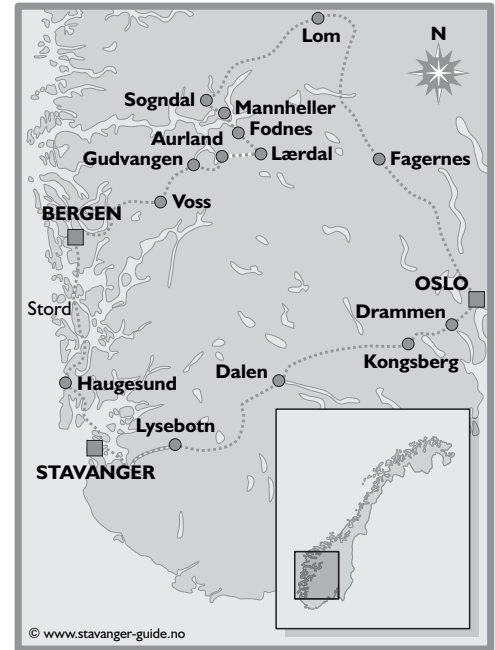 Lom
N
Sogndal
Mannheller
Fodnes
Aurland
Gudvangen
Lærdal
Fagernes
Voss
BERGEN
OSLO
Stord
Drammen
Kongsberg
Dalen
Haugesund
Lysebotn
STAVANGER
© www.stavanger-guide.no